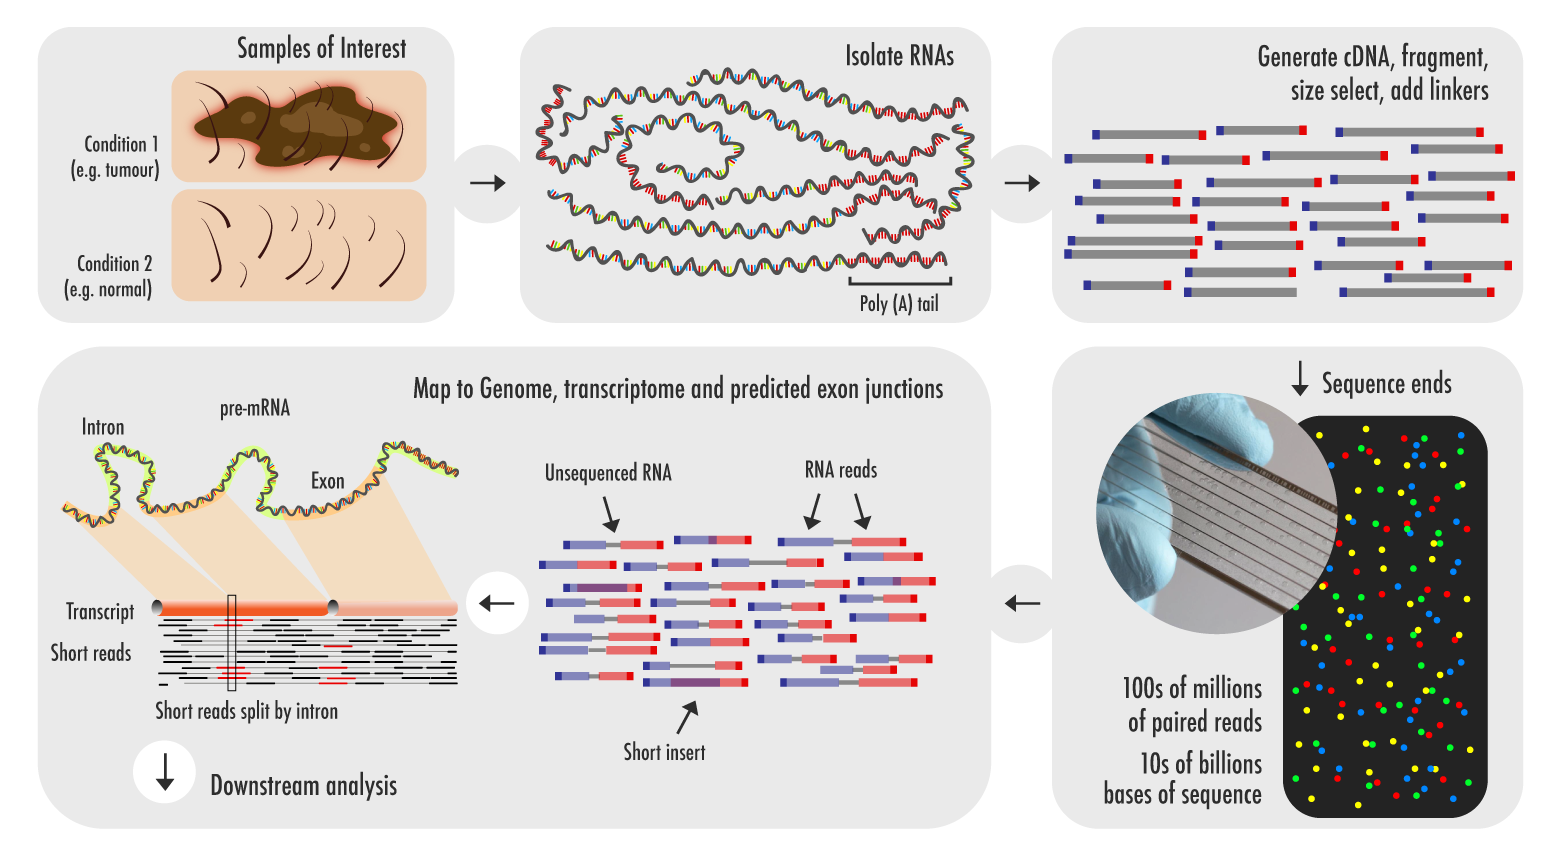 Samples of Interest
Condition 1
(e.g. tumour)
Condition 2
(e.g. normal)
Isolate RNAs
Poly (A) tail
Generate cDNA, fragment,
size select, add linkers
Sequence ends
100s of millions
of paired reads
10s of billions
bases of sequence
Map to Genome, transcriptome and predicted exon junctions
pre-mRNA
Intron
Exon
Unsequenced RNA
RNA reads
Transcript
Short reads
Short reads split by intron
Short insert
Downstream analysis